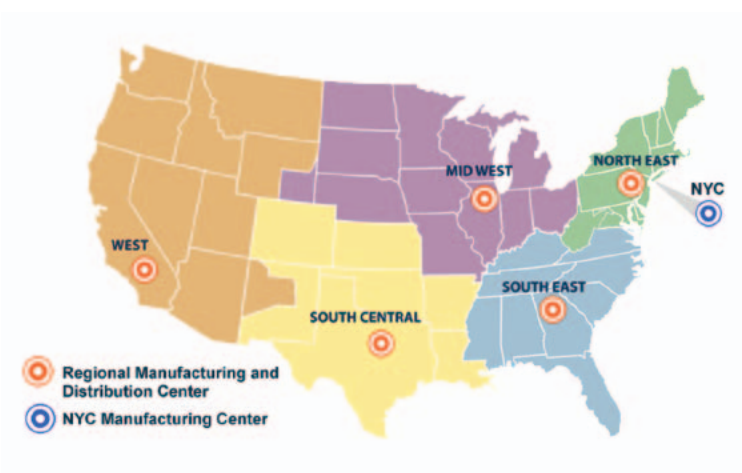 MID WEST
NORTH EAST
NYC
WEST
SOUTH EAST
SOUTH CENTRAL
Regional Manufacturing and
Distribution Center
NYC Manufacturing Center